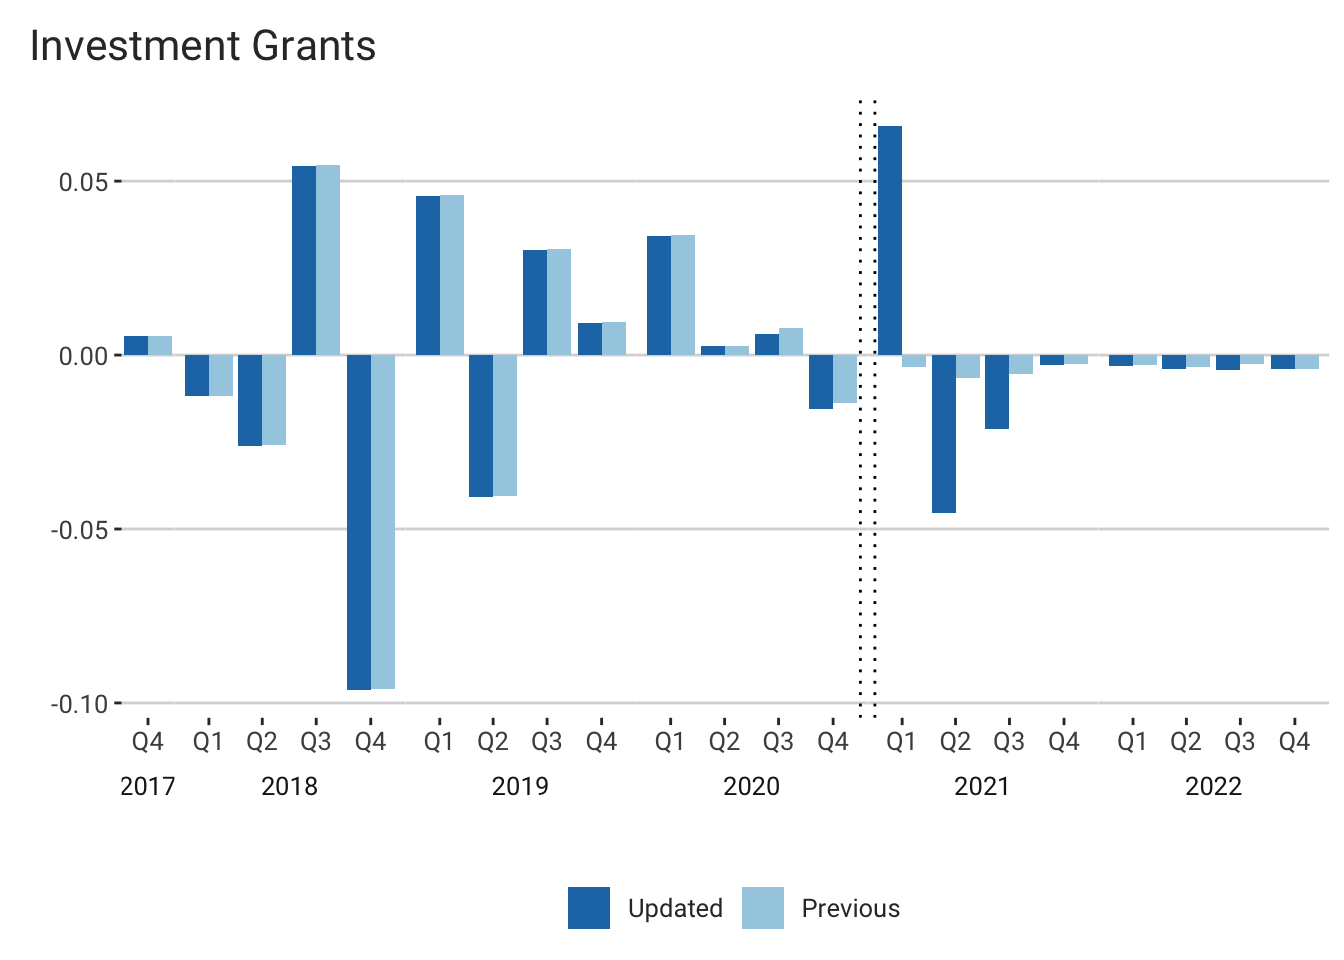 Investment Grants
0.05
0.00
-0.05
-0.10
Q4 Q1 Q2 Q3 Q4 Q1 Q2 Q3 Q4 Q1 Q2 Q3 Q4 Q1 Q2 Q3 Q4 Q1 Q2 Q3 Q4
2017 2018 2019 2020 2021 2022
Updated Previous